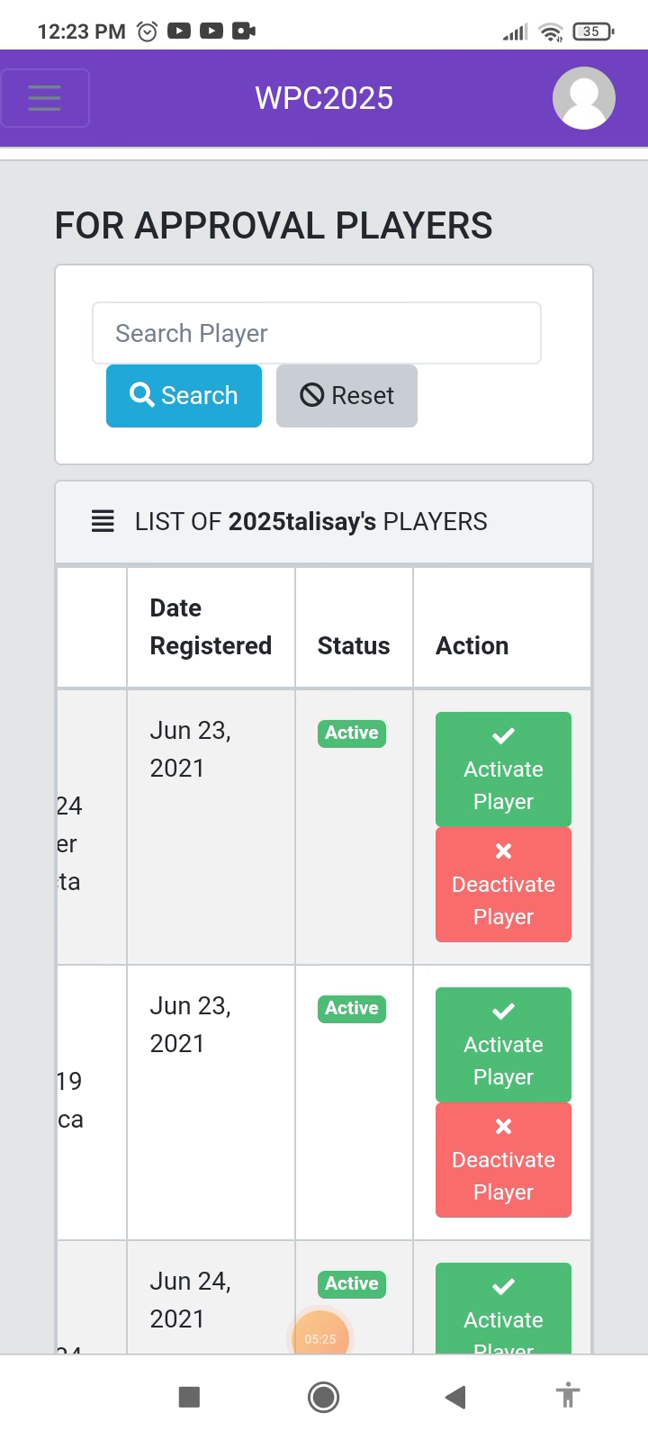 12:23 PM
35
WPC2025
FOR APPROVAL PLAYERS
Search Player
Search
Reset
LIST OF 2025talisay's PLAYERS
Date
Registered
Status
Action
24
er
ta
Jun 23,
2021
Active
Activate
Player
Deactivate
Player
19
ca
Jun 23,
2021
Active
Activate
Player
Deactivate
Player
Jun 24,
2021
Active
Activate
Player
05:25